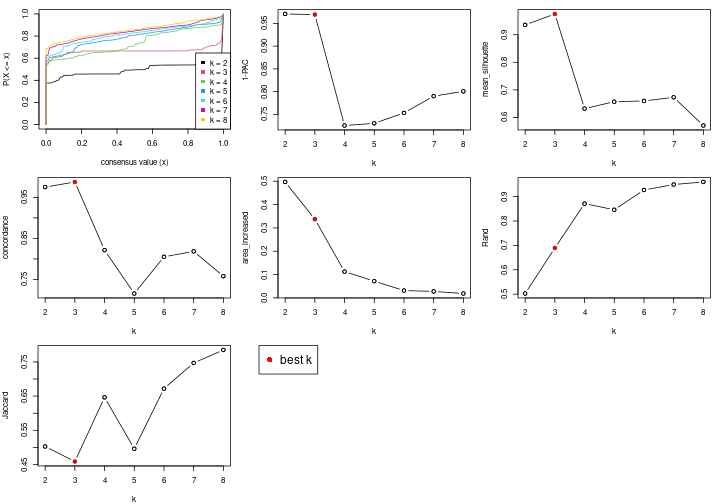 P(X <= x)
0.0 0.2 0.4 0.6 0.8 1.0
k = 2
k = 3
k = 4
k = 5
k = 6
k = 7
k = 8
0.0 0.2 0.4 0.6 0.8 1.0
consensus value (x)
1-PAC
0.75 0.80 0.85 0.90 0.95
2 3 4 5 6 7 8
k
mean_silhouette
0.6 0.7 0.8 0.9
2 3 4 5 6 7 8
k
concordance
0.75 0.85 0.95
2 3 4 5 6 7 8
k
area_increased
0.0 0.1 0.2 0.3 0.4 0.5
2 3 4 5 6 7 8
k
Rand
0.5 0.6 0.7 0.8 0.9
2 3 4 5 6 7 8
k
Jaccard
0.45 0.55 0.65 0.75
2 3 4 5 6 7 8
k
best k